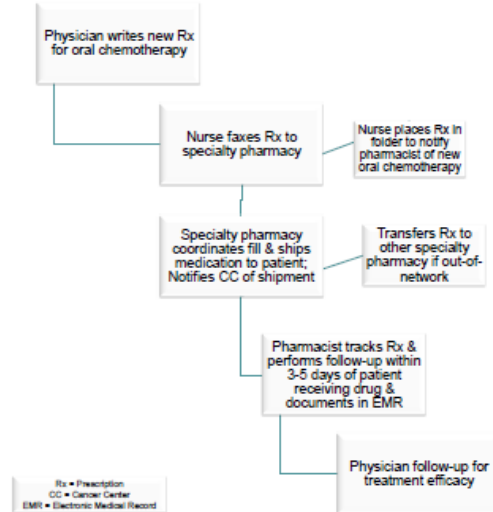 Physician writes new Rx
for oral chemotherapy
Nurse faxes Rx to
specialty pharmacy
Nurse places Rx in
folder to notify
pharmacist of new
oral chemotherapy
Specialty pharmacy
coordinates fill & ships
medication to patient;
Notifies CC of shipment
Transfers Rx to
other specialty
pharmacy if out-of-
network
Pharmacist tracks Rx &
performs follow-up within
3-5 days of patient
receiving drug &
documents in EMR
Physician follow-up for
treatment efficacy
Rx = Prescription
CC = Cancer Center
EMR = Electronic Medical Record